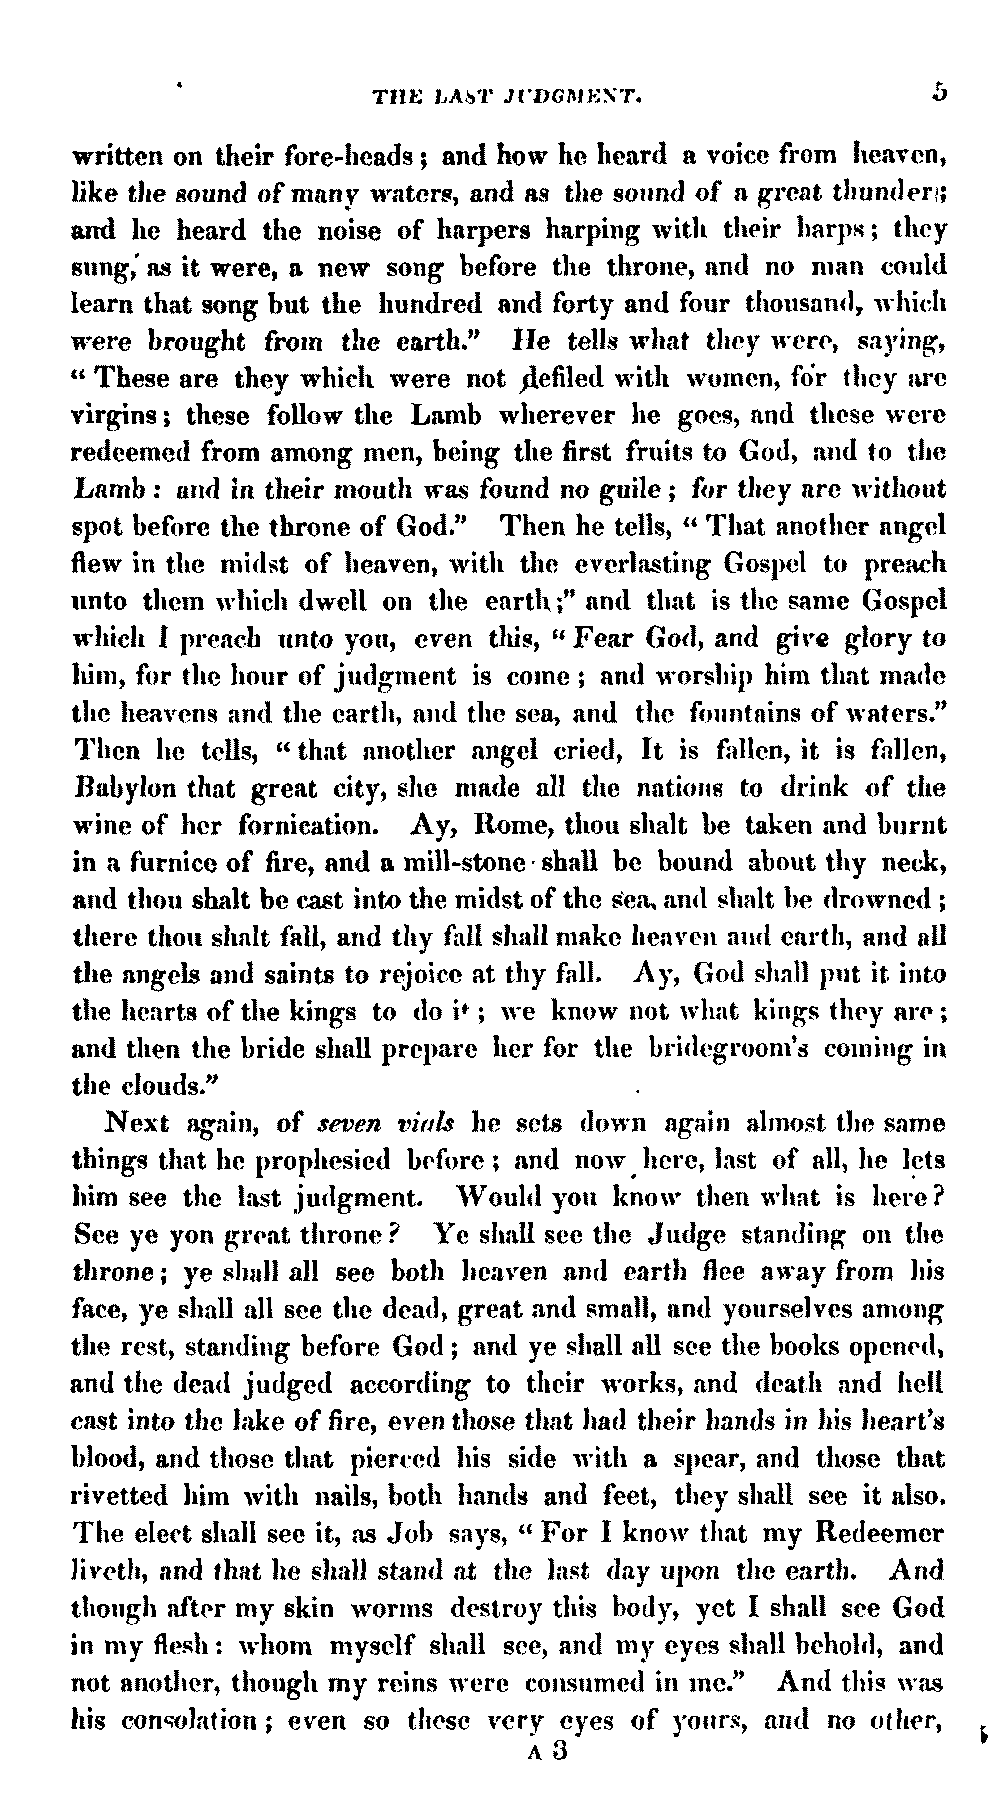 THE LAST JUDGMENT. 5
written on their fore-heads; and how he heard a voice from heaven,
like the sound of many waters, and as the sound of a great thunder;
and he heard the noise of harpers harping with their harps; they
sung, as it were, a new song before the throne, and no man could
learn that song but the hundred and forty and four thousand, which
were brought from the earth.” He tells what they were, saying,
“ These are they which were not defiled with women, for they are
virgins; these follow the Lamb wherever he goes, and these were
redeemed from among men, being the first fruits to God, and to the
Lamb: and in their mouth was found no guile; for they are without
spot before the throne of God.” Then he tells, “ That another angel
flew in the midst of heaven, with the everlasting Gospel to preach
unto them which dwell on the earth;” and that is the same Gospel
which I preach unto you, even this, “ Fear God, and give glory to
him, for the hour of judgment is come; and worship him that made
the heavens and the earth, and the sea, and the fountains of waters.”
Then he tells, “ that another angel cried, It is fallen, it is fallen,
Babylon that great city, she made all the nations to drink of the
wine of her fornication. Ay, Rome, thou shalt be taken and burnt
in a furnice of fire, and a mill-stone shall be bound about thy neck,
and thou shalt be cast into the midst of the sea, and shalt be drowned;
there thou shalt fall, and thy fall shall make heaven and earth, and all
the angels and saints to rejoice at thy fall. Ay, God shall put it into
the hearts of the kings to do it; we know not what kings they are;
and then the bride shall prepare her for the bridegroom's coming in
the clouds.”
Next again, of seven vials he sets down again almost the same
things that he prophesied before; and now here, last of all, he lets
him see the last judgment. Would you know then what is here?
See ye yon great throne? Ye shall see the Judge standing on the
throne; ye shall all see both heaven and earth flee away from his
face, ye shall all see the dead, great and small, and yourselves among
the rest, standing before God; and ye shall all see the books opened,
and the dead judged according to their works, and death and hell
cast into the lake of fire, even those that had their hands in his heart's
blood, and those that pierced his side with a spear, and those that
rivetted him with nails, both hands and feet, they shall see it also.
The elect shall see it, as Job says, “ For I know that my Redeemer
liveth, and that he shall stand at the last day upon the earth. And
though after my skin worms destroy this body, yet I shall see God
in my flesh: whom myself shall see, and my eyes shall behold, and
not another, though my reins were consumed in me.” And this was
his consolation; even so these very eyes of yours, and no other,
A 3